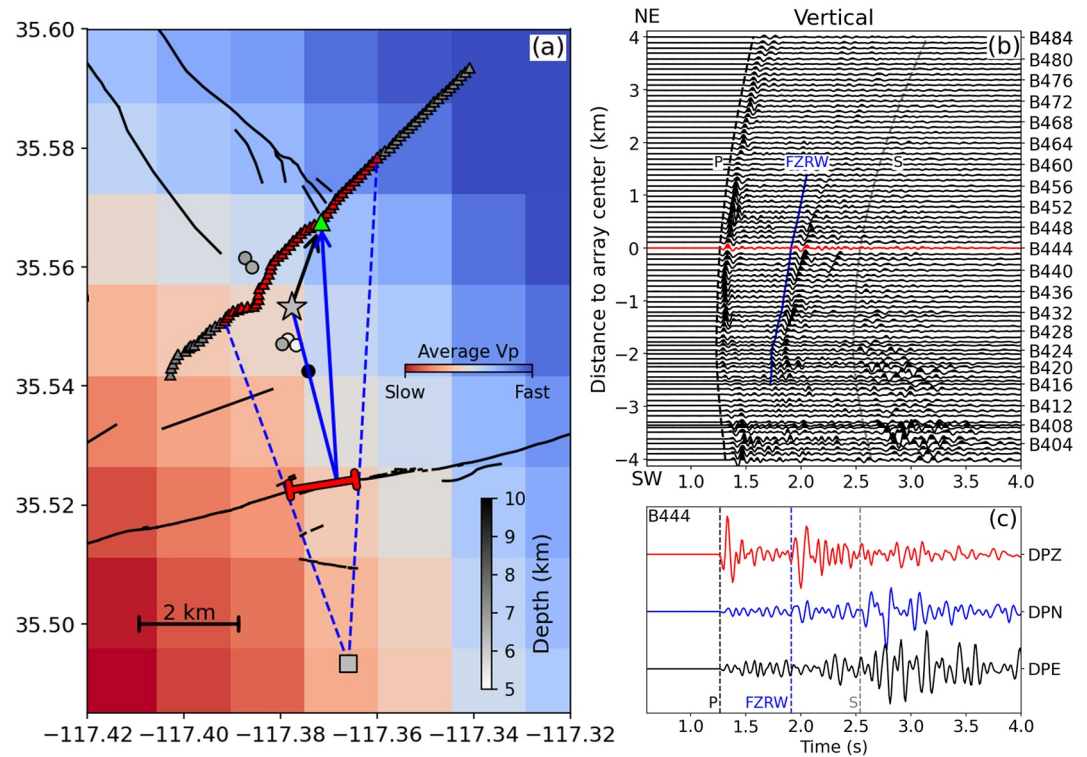 (a)
35.60
35.58
35.56
35.54
35.52
35.50
Average Vp
Slow
Fast
2 km
Depth (km)
10
9
8
7
6
5
−117.42
−117.40
−117.38
−117.36
−117.34
−117.32
NE
Vertical
(b)
Distance to array center (km)
4
3
2
1
0
−1
−2
−3
−4
P
FZRW
S
B484
B480
B476
B472
B468
B464
B460
B456
B452
B448
B444
B440
B436
B432
B428
B424
B420
B416
B412
B408
B404
SW
1.0
1.5
2.0
2.5
3.0
3.5
4.0
B444
(c)
DPZ
DPN
DPE
P
FZRW
S
1.0
1.5
2.0
2.5
3.0
3.5
4.0
Time (s)